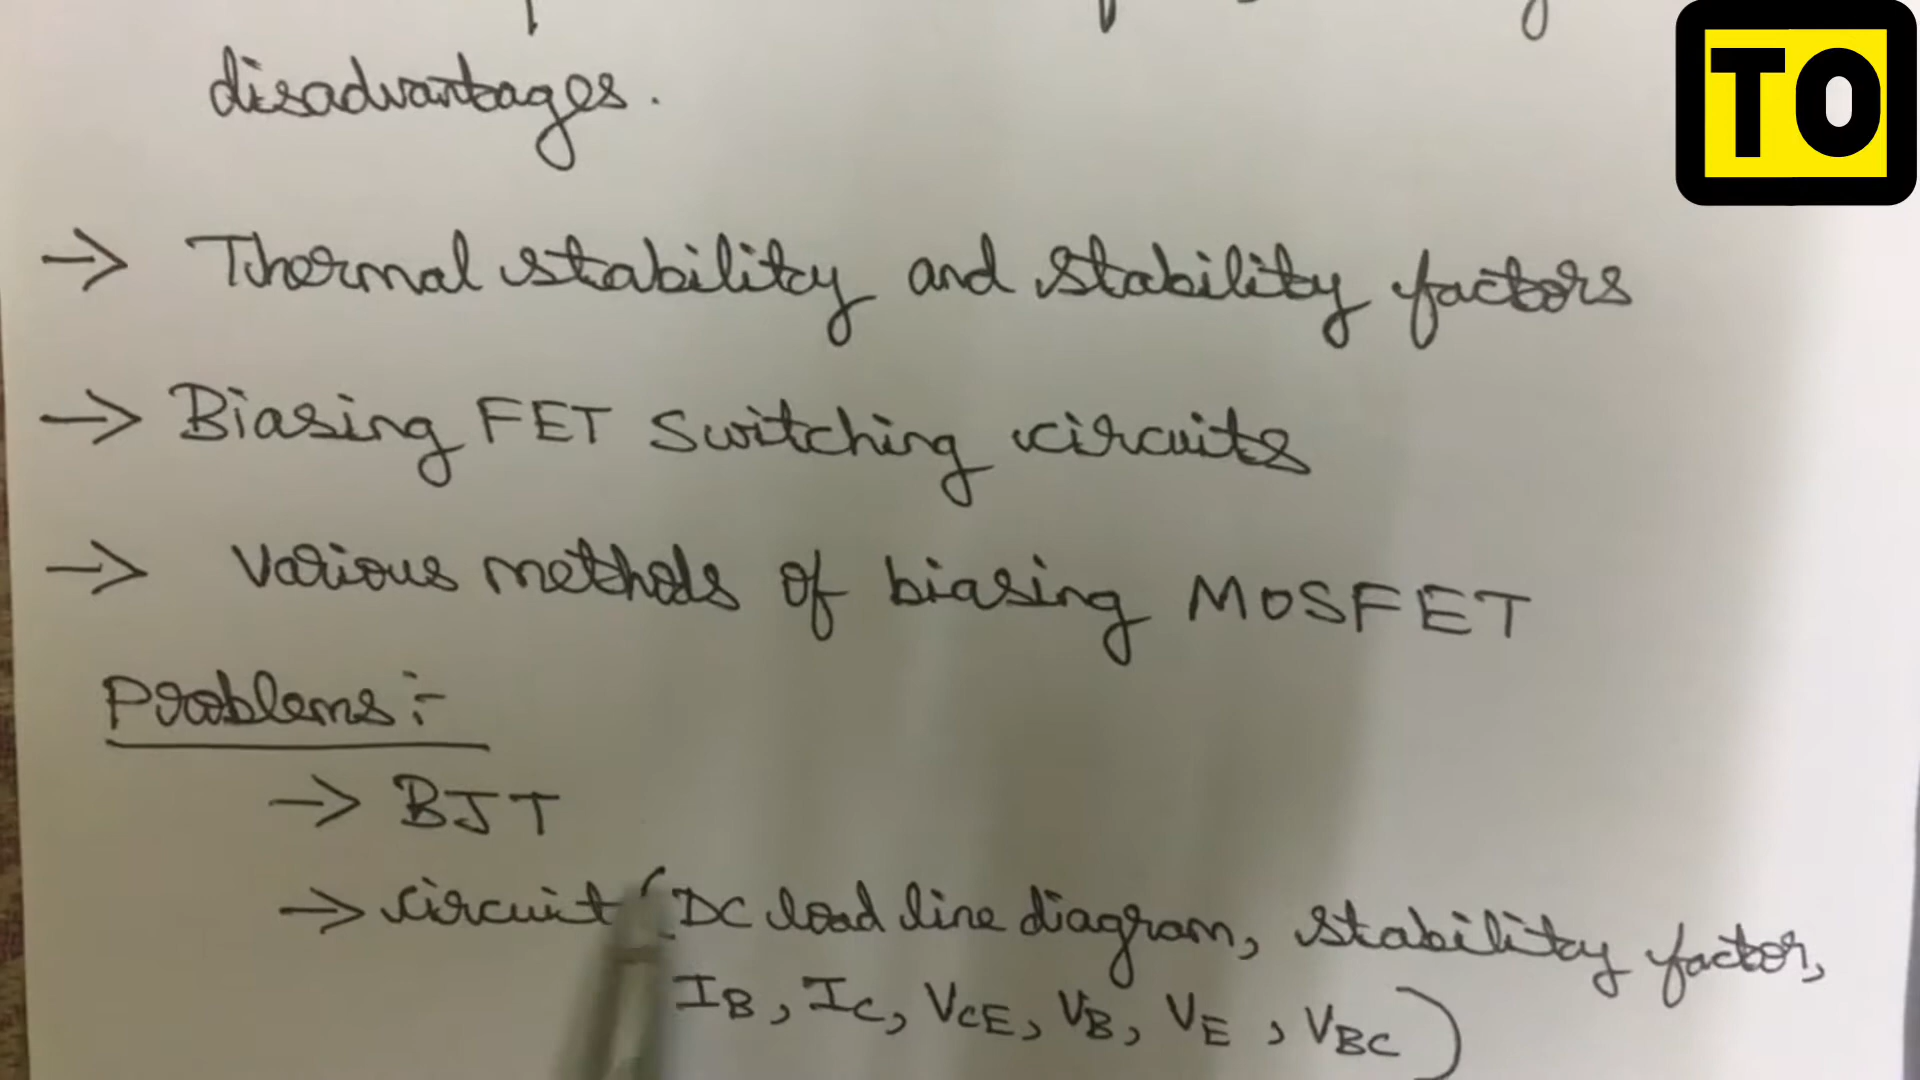 disadvantages.
TO
→ Thermal stability and stability factors
→ Biasing FET Switching circuits
→ Various methods of biasing MOSFET
Problems:-
→ BJT
→ circuit (DC load line diagram, stability factor,
IB, IC, VCE, VB, VE, VBC)